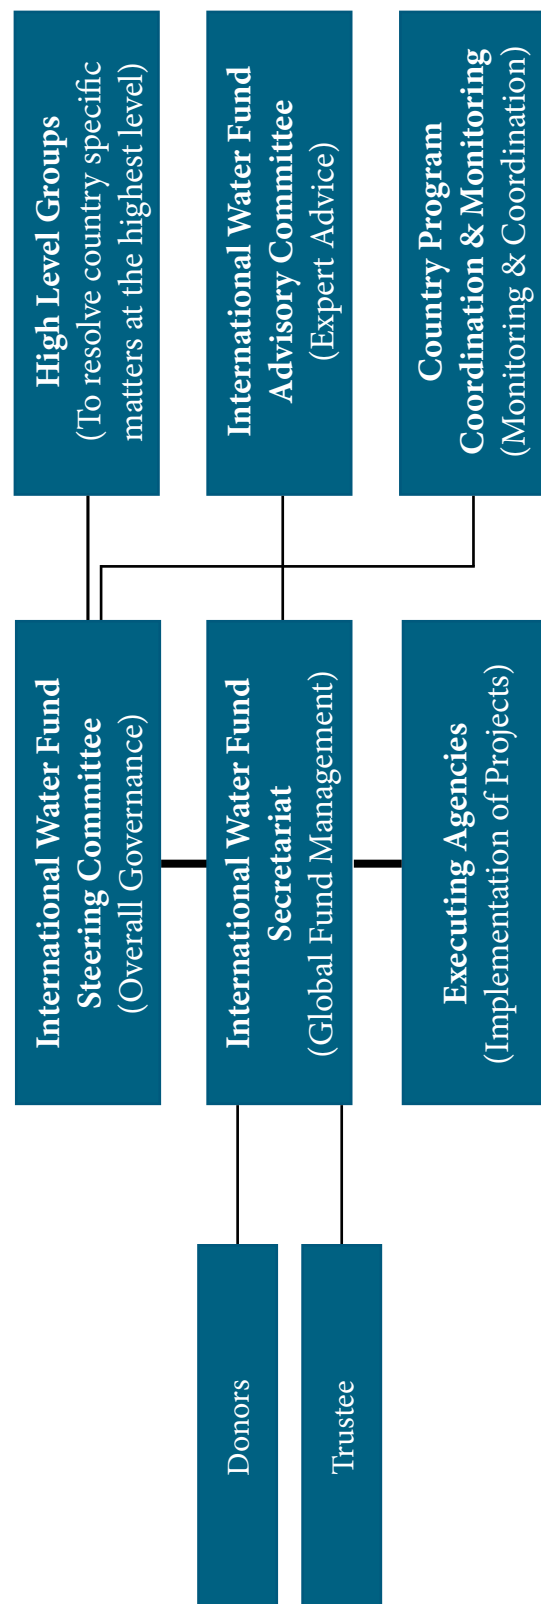 Donors
Trustee
International Water Fund
Steering Committee
(Overall Governance)
International Water Fund
Secretariat
(Global Fund Management)
Executing Agencies
(Implementation of Projects)
High Level Groups
(To resolve country specific
matters at the highest level)
International Water Fund
Advisory Committee
(Expert Advice)
Country Program
Coordination & Monitoring
(Monitoring & Coordination)